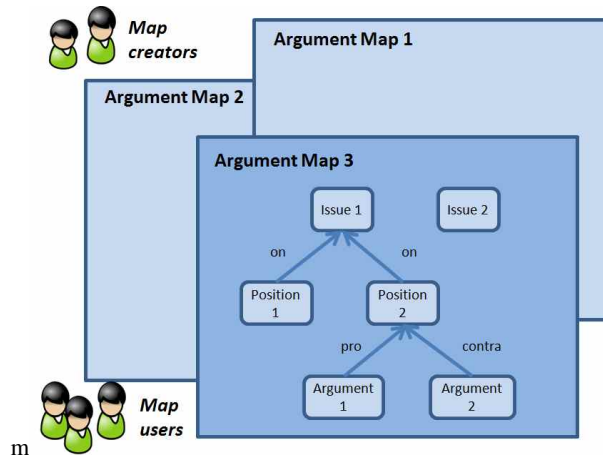 Map
creators
Argument Map 1
Argument Map 2
Argument Map 3
Issue 1
Issue 2
on
on
Position
1
Position
2
pro
contra
Argument
1
Argument
2
Map
users
m